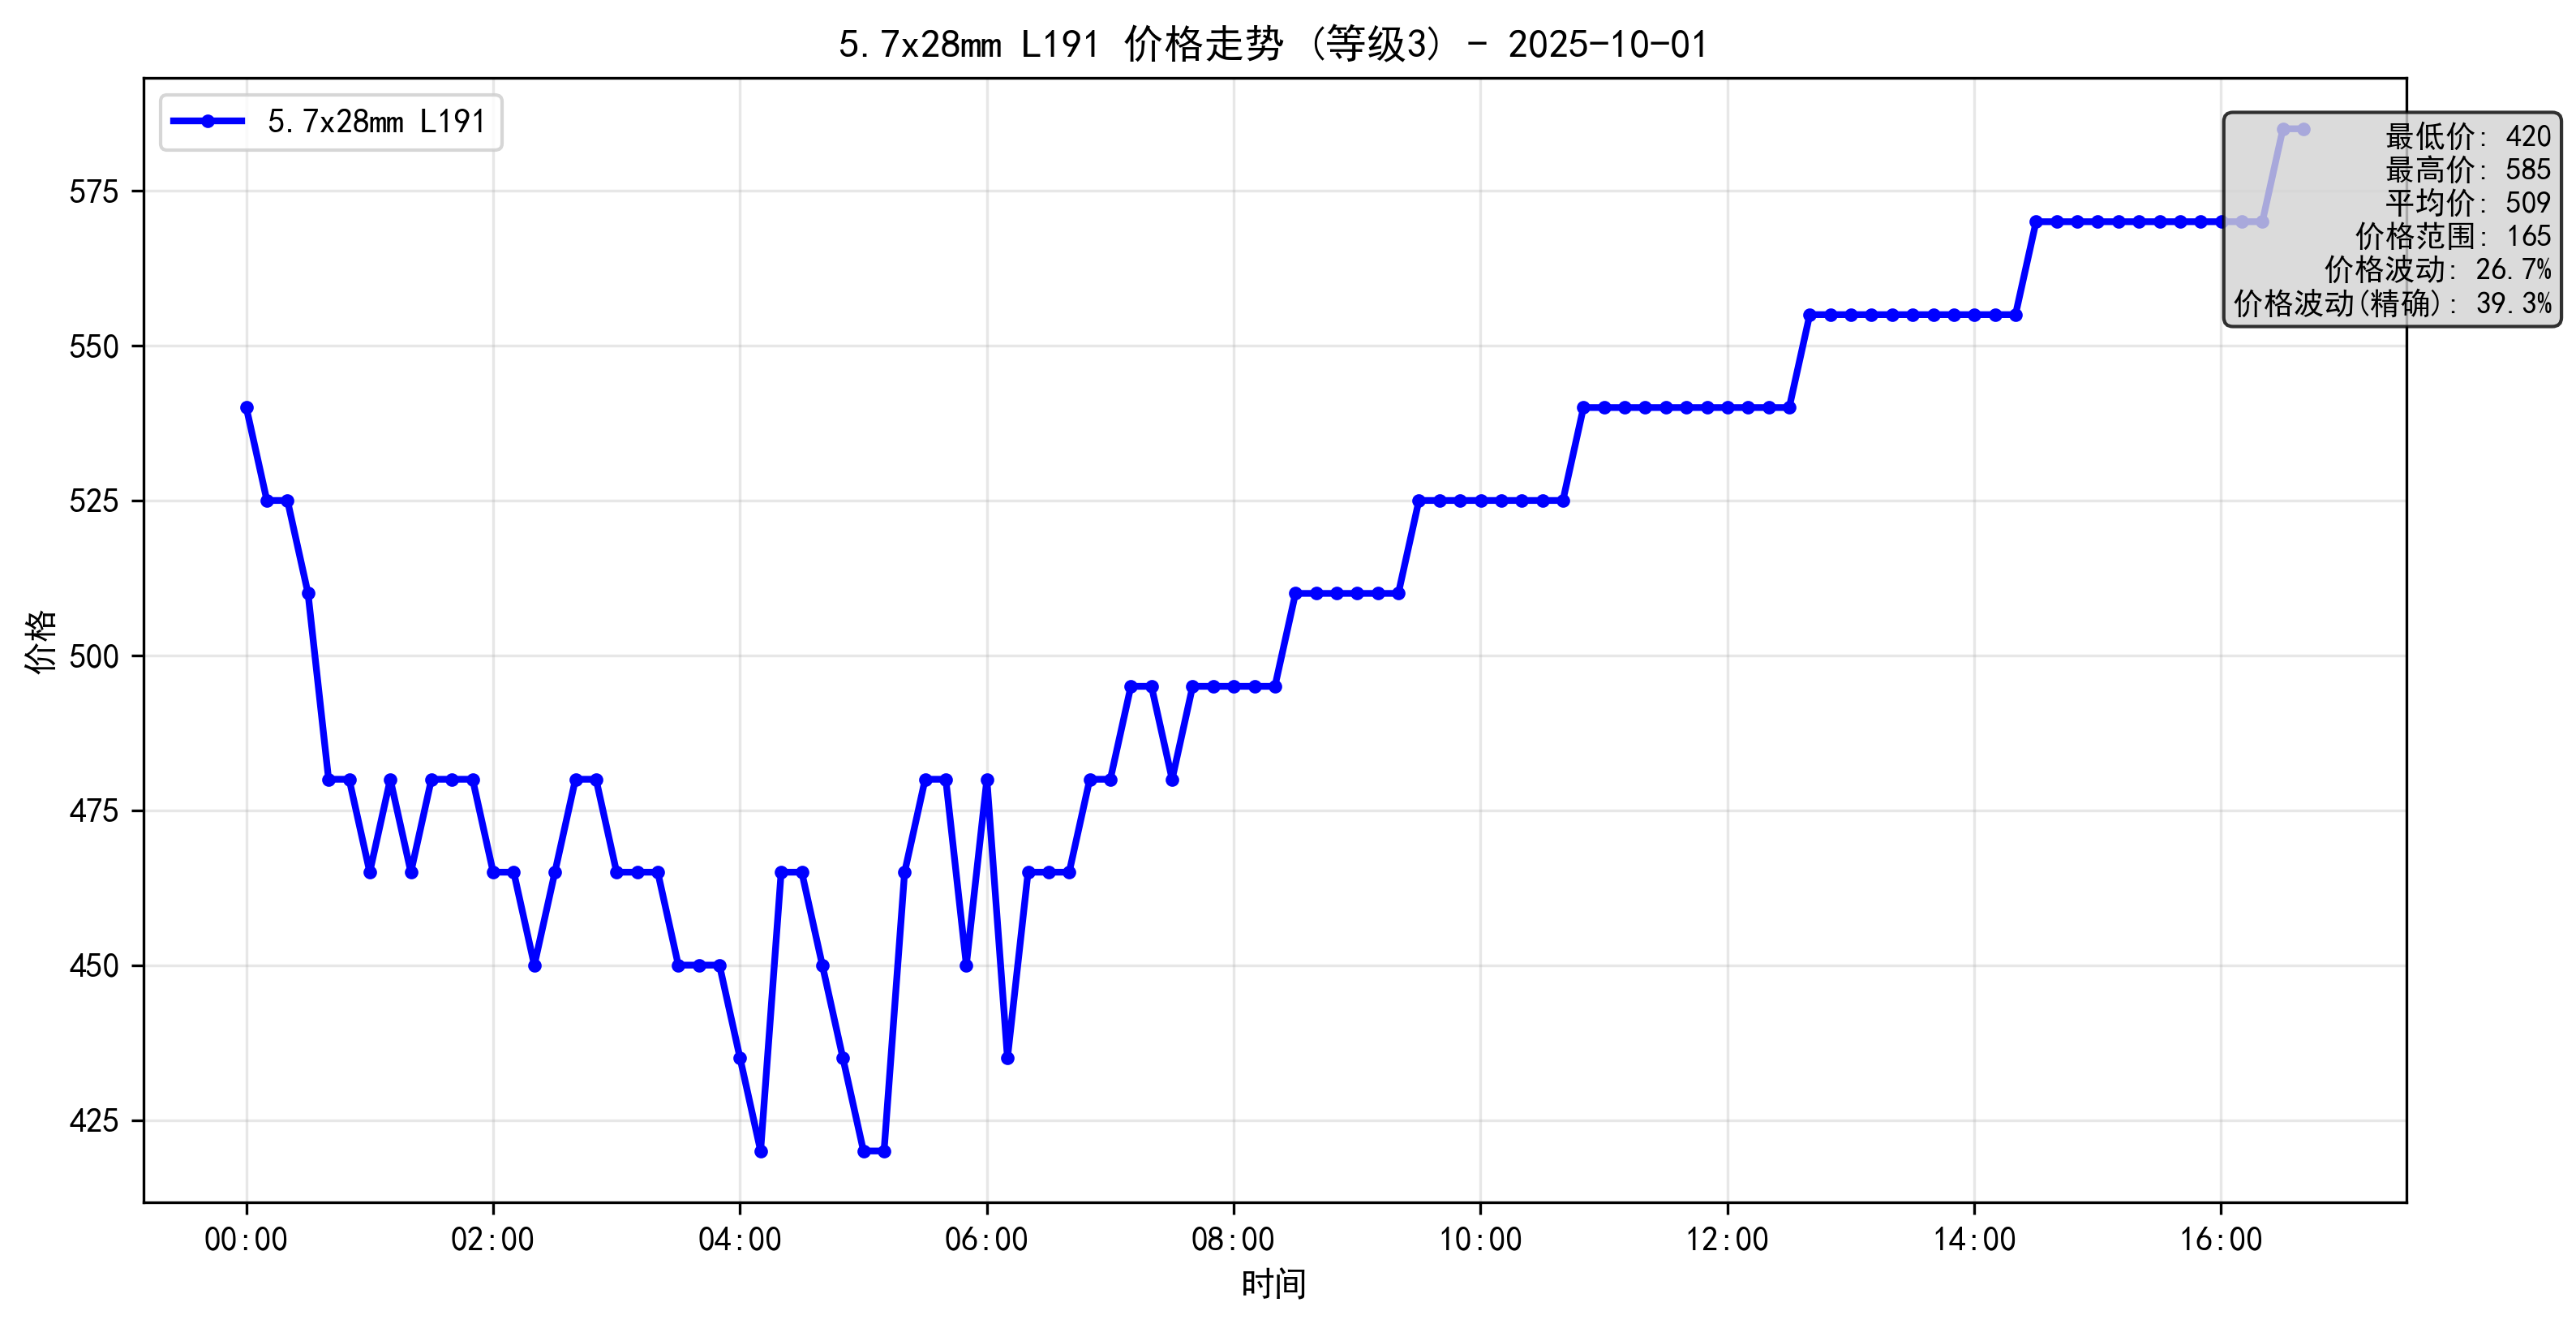 5.7x28mm L191 价格走势 (等级3) - 2025-10-01
5.7x28mm L191
最低价: 420
最高价: 585
平均价: 509
价格范围: 165
价格波动: 26.7%
价格波动(精确): 39.3%
575
550
525
500
475
450
425
价格
00:00 02:00 04:00 06:00 08:00 10:00 12:00 14:00 16:00
时间